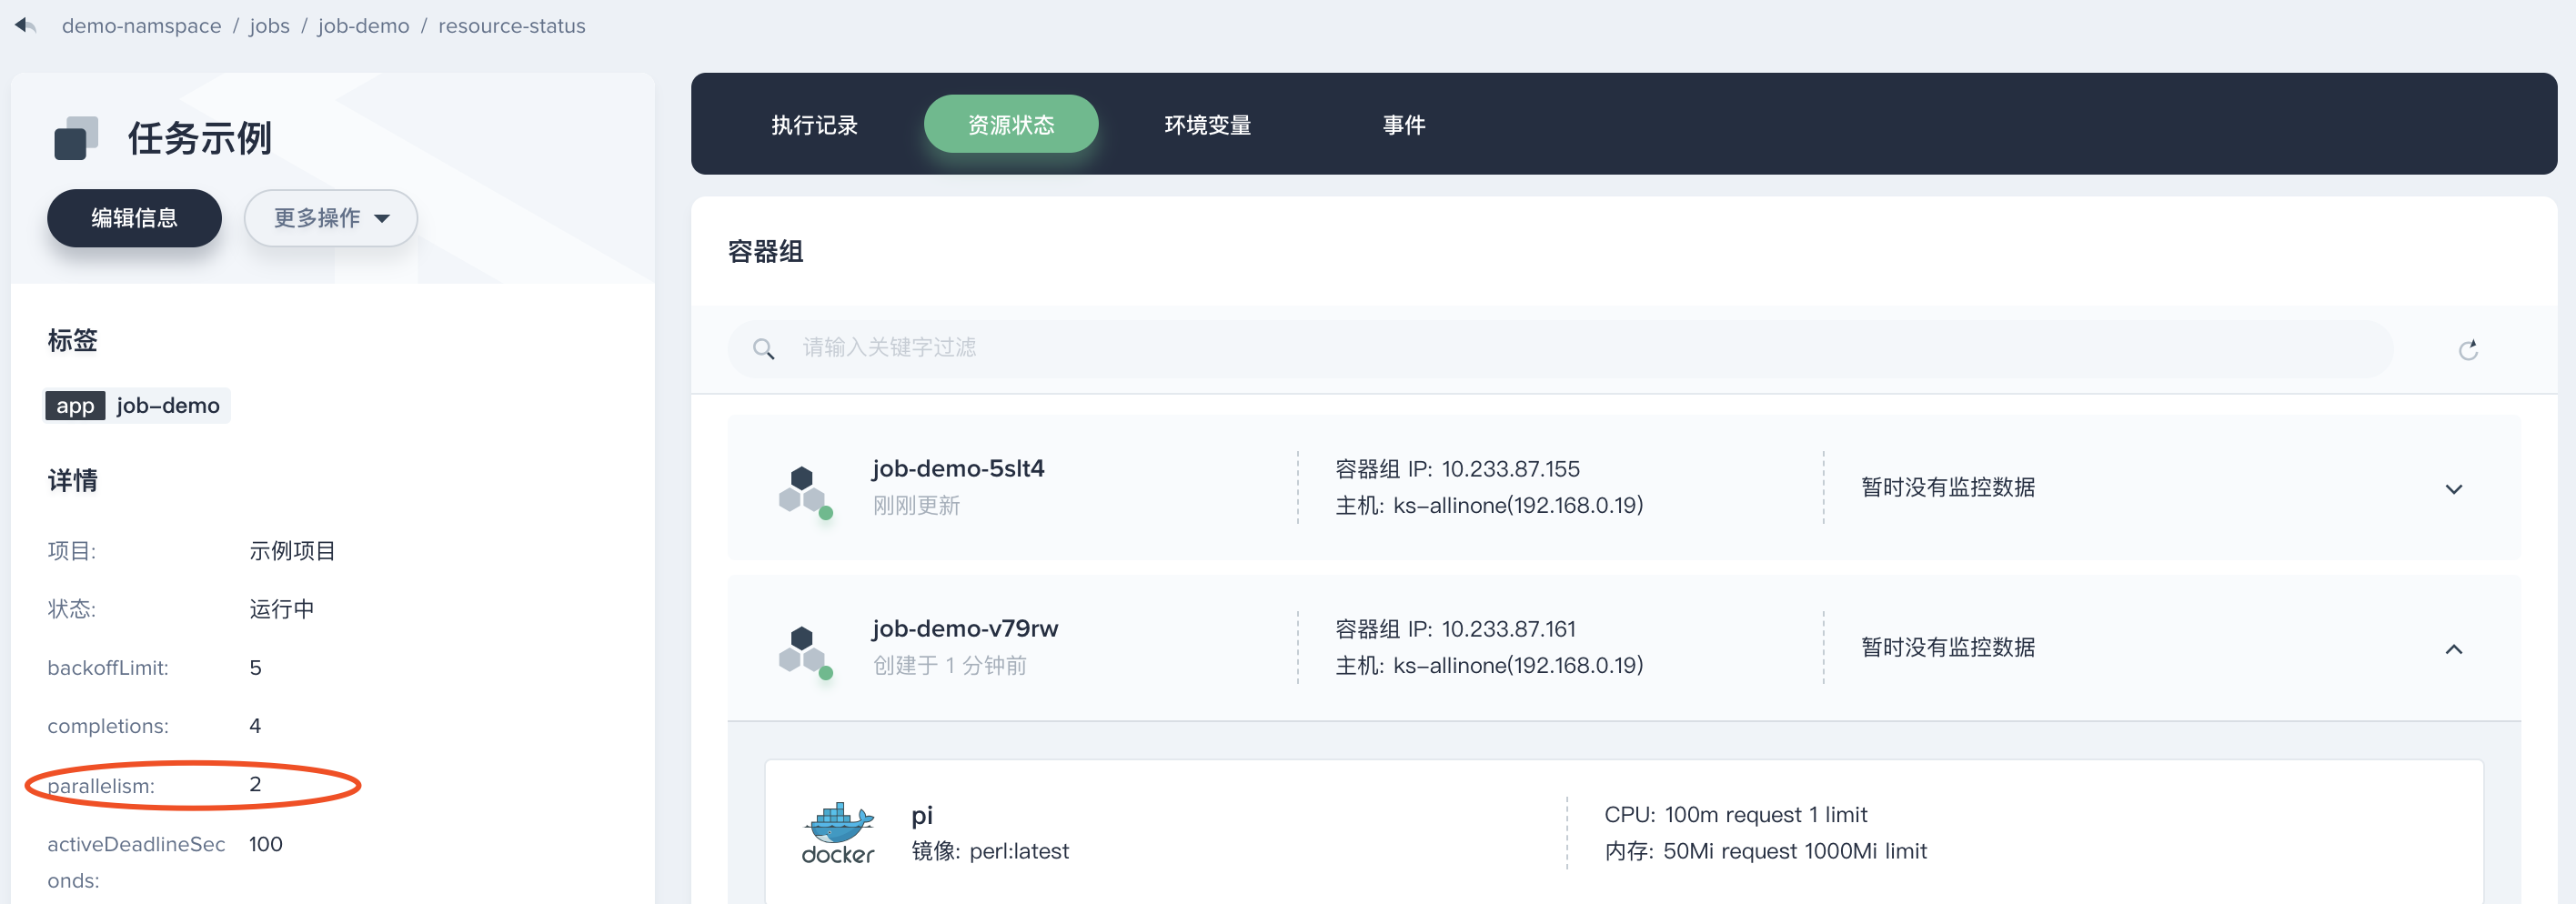 demo-namspace / jobs / job-demo / resource-status
任务示例
编辑信息
更多操作
标签
app job-demo
详情
项目: 示例项目
状态: 运行中
backoffLimit: 5
completions: 4
parallelism: 2
activeDeadlineSec 100
onds:
执行记录
资源状态
环境变量
事件
容器组
请输入关键字过滤
job-demo-5slt4
刚刚更新
容器组 IP: 10.233.87.155
主机: ks-allinone(192.168.0.19)
暂时没有监控数据
job-demo-v79rw
创建于 1 分钟前
容器组 IP: 10.233.87.161
主机: ks-allinone(192.168.0.19)
暂时没有监控数据
docker
pi
镜像: perl:latest
CPU: 100m request 1 limit
内存: 50Mi request 1000Mi limit